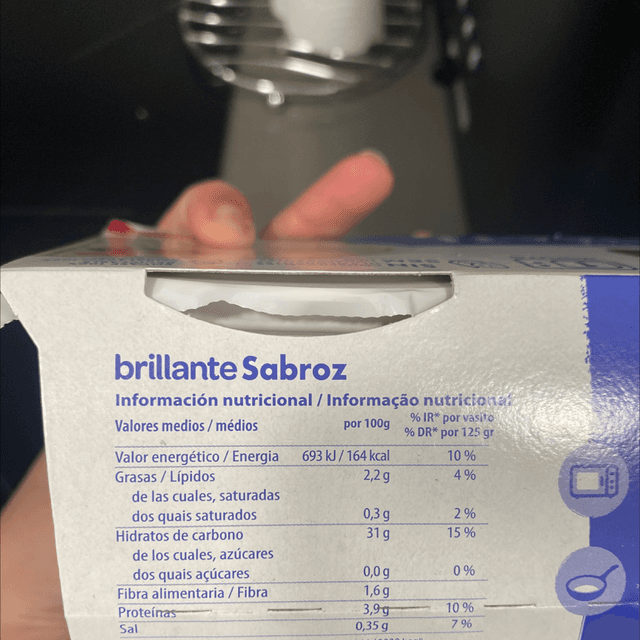 brillante Sabroz
Información nutricional / Informação nutricional
Valores medios / médios por 100g % IR* por vasito
% DR* por 125 gr
Valor energético / Energia 693 kJ / 164 kcal 10 %
Grasas / Lípidos 2,2 g 4 %
de las cuales, saturadas
dos quais saturados 0,3 g 2 %
Hidratos de carbono 31 g 15 %
de los cuales, azúcares
dos quais açúcares 0,0 g 0 %
Fibra alimentaria / Fibra 1,6 g
Proteínas 3,9 g 10 %
Sal 0,35 g 7 %